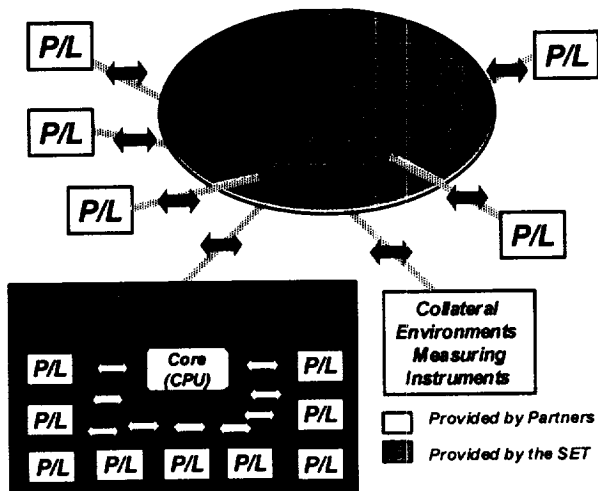 P/L
P/L
P/L
P/L
P/L
Collateral
Environments
Measuring
Instruments
P/L
Core
(CPU)
P/L
P/L
P/L
P/L
P/L
P/L
P/L
P/L
Provided by Partners
Provided by the SET